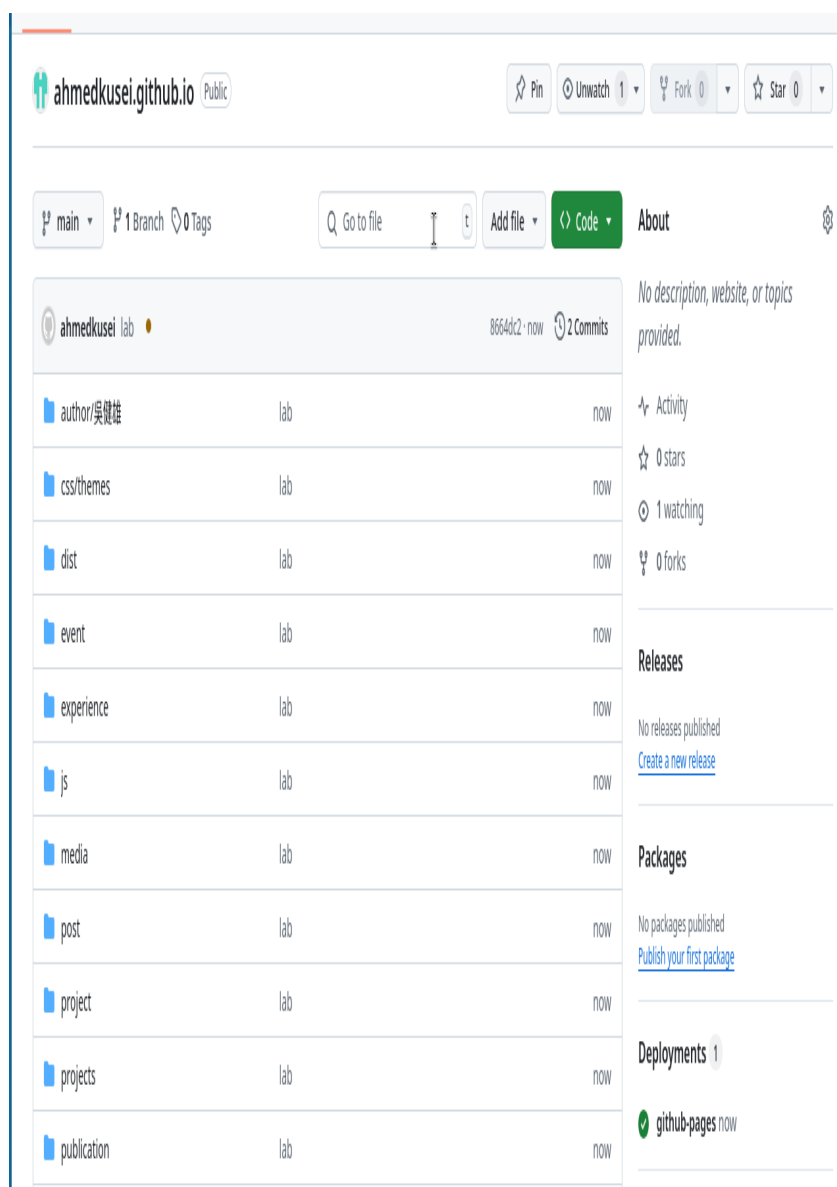 ahmedkusei.github.io Public
Pin Unwatch 1 Fork 0 Star 0
main 1 Branch 0 Tags Go to file t Add file Code
ahmedkusei lab 8664dc2 · now 2 Commits
author/吳健雄 lab now
css/themes lab now
dist lab now
event lab now
experience lab now
js lab now
media lab now
post lab now
project lab now
projects lab now
publication lab now
About
No description, website, or topics
provided.
Activity
0 stars
1 watching
0 forks
Releases
No releases published
Create a new release
Packages
No packages published
Publish your first package
Deployments 1
github-pages now